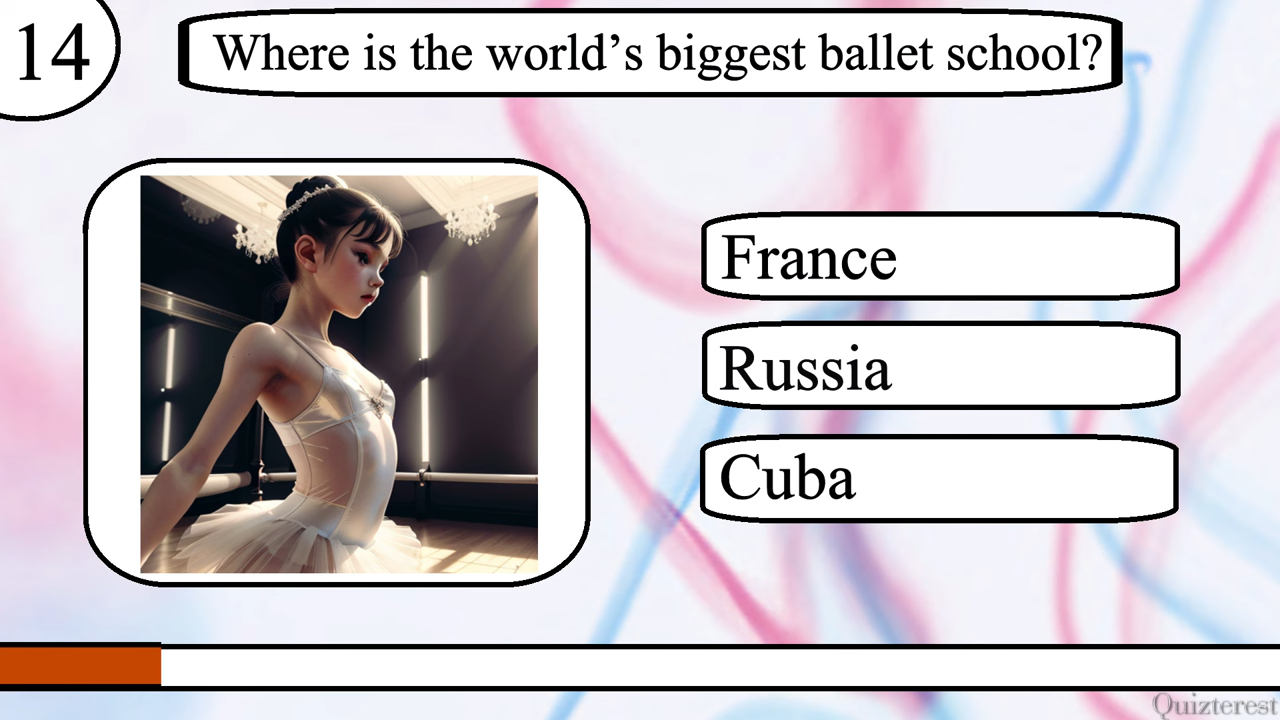 14
Where is the world’s biggest ballet school?
France
Russia
Cuba
Quizterest